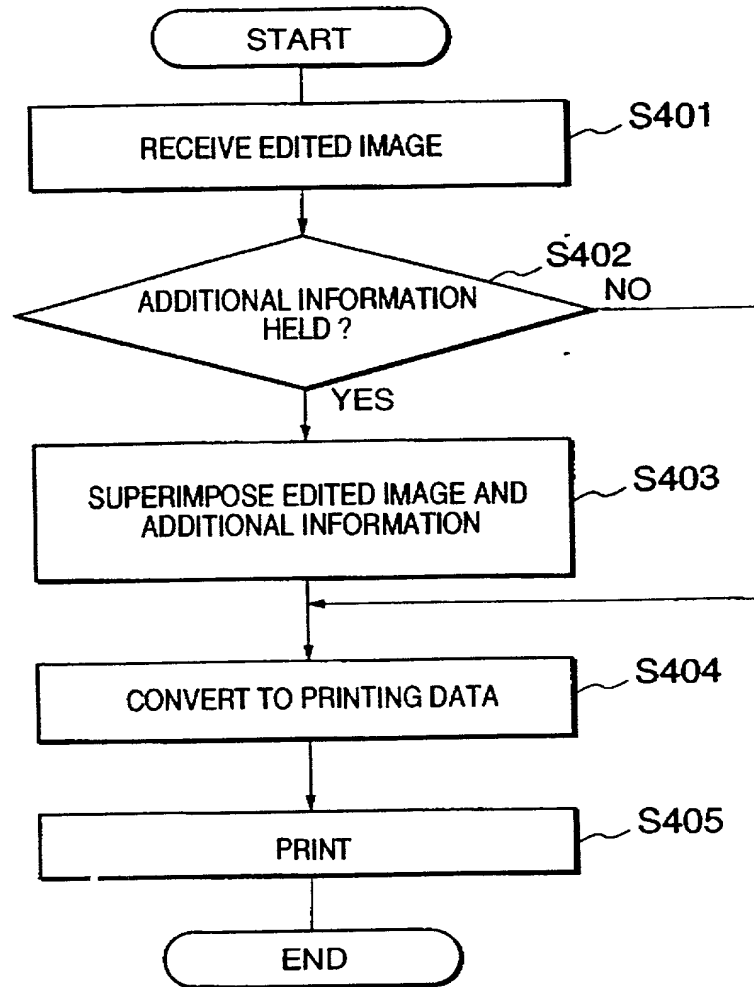 START
RECEIVE EDITED IMAGE
S401
ADDITIONAL INFORMATION
HELD ?
S402
NO
YES
SUPERIMPOSE EDITED IMAGE AND
ADDITIONAL INFORMATION
S403
CONVERT TO PRINTING DATA
S404
PRINT
S405
END